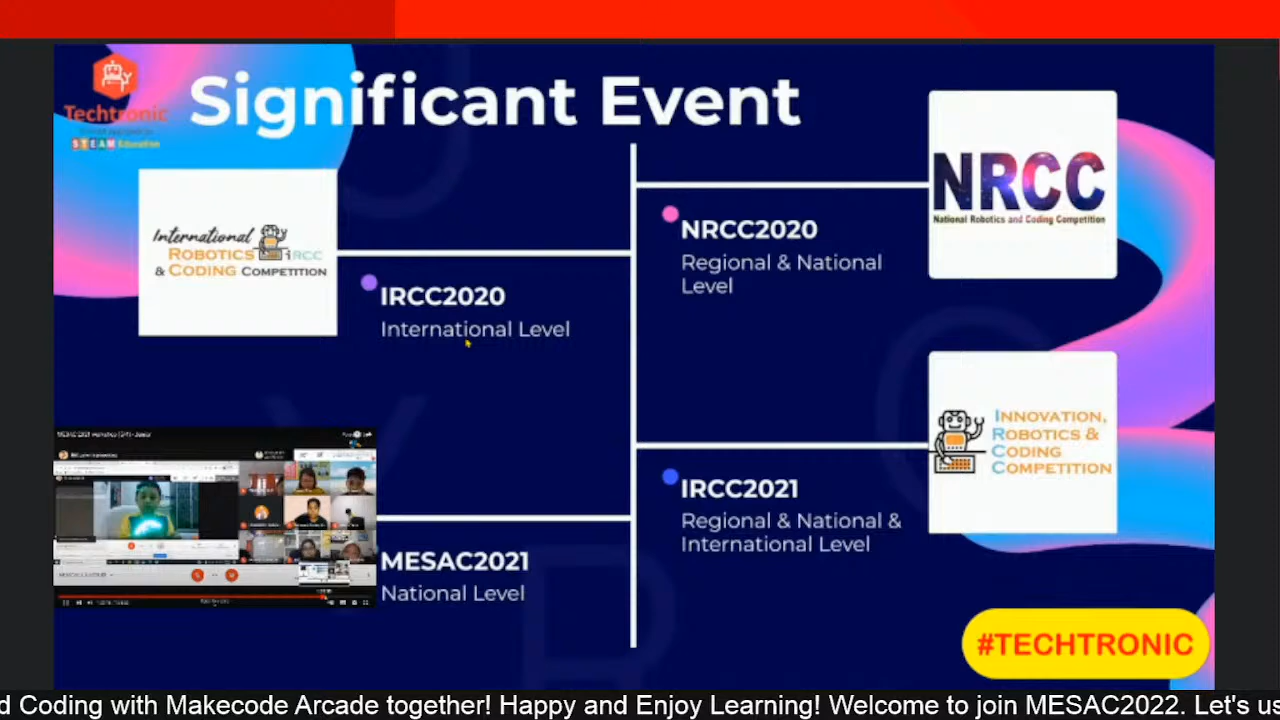 Significant Event
Techtronic
STEAM Education
NRCC
National Robotics and Coding Competition
NRCC2020
Regional & National
Level
International
ROBOTICS IRCC
& CODING COMPETITION
IRCC2020
International Level
INNOVATION,
ROBOTICS &
CODING
COMPETITION
IRCC2021
Regional & National &
International Level
MESAC2021
National Level
#TECHTRONIC
d Coding with Makecode Arcade together! Happy and Enjoy Learning! Welcome to join MESAC2022. Let's us